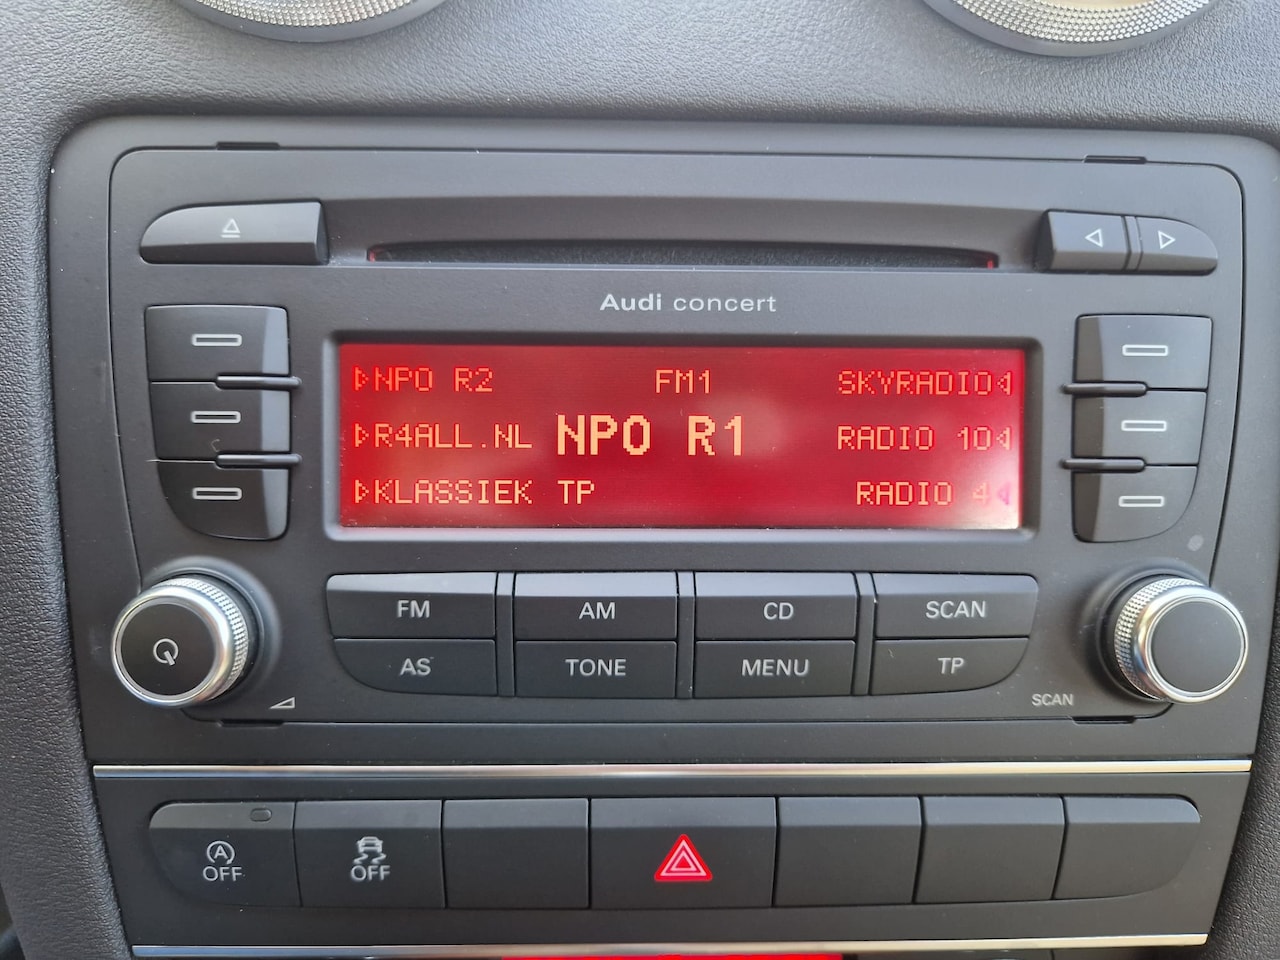 Audi concert
NPO R2 FM1 SKYRADIO
R4ALL.NL NPO R1 RADIO 10
KLASSIEK TP RADIO 4
FM AM CD SCAN
AS TONE MENU TP
SCAN
A
OFF OFF